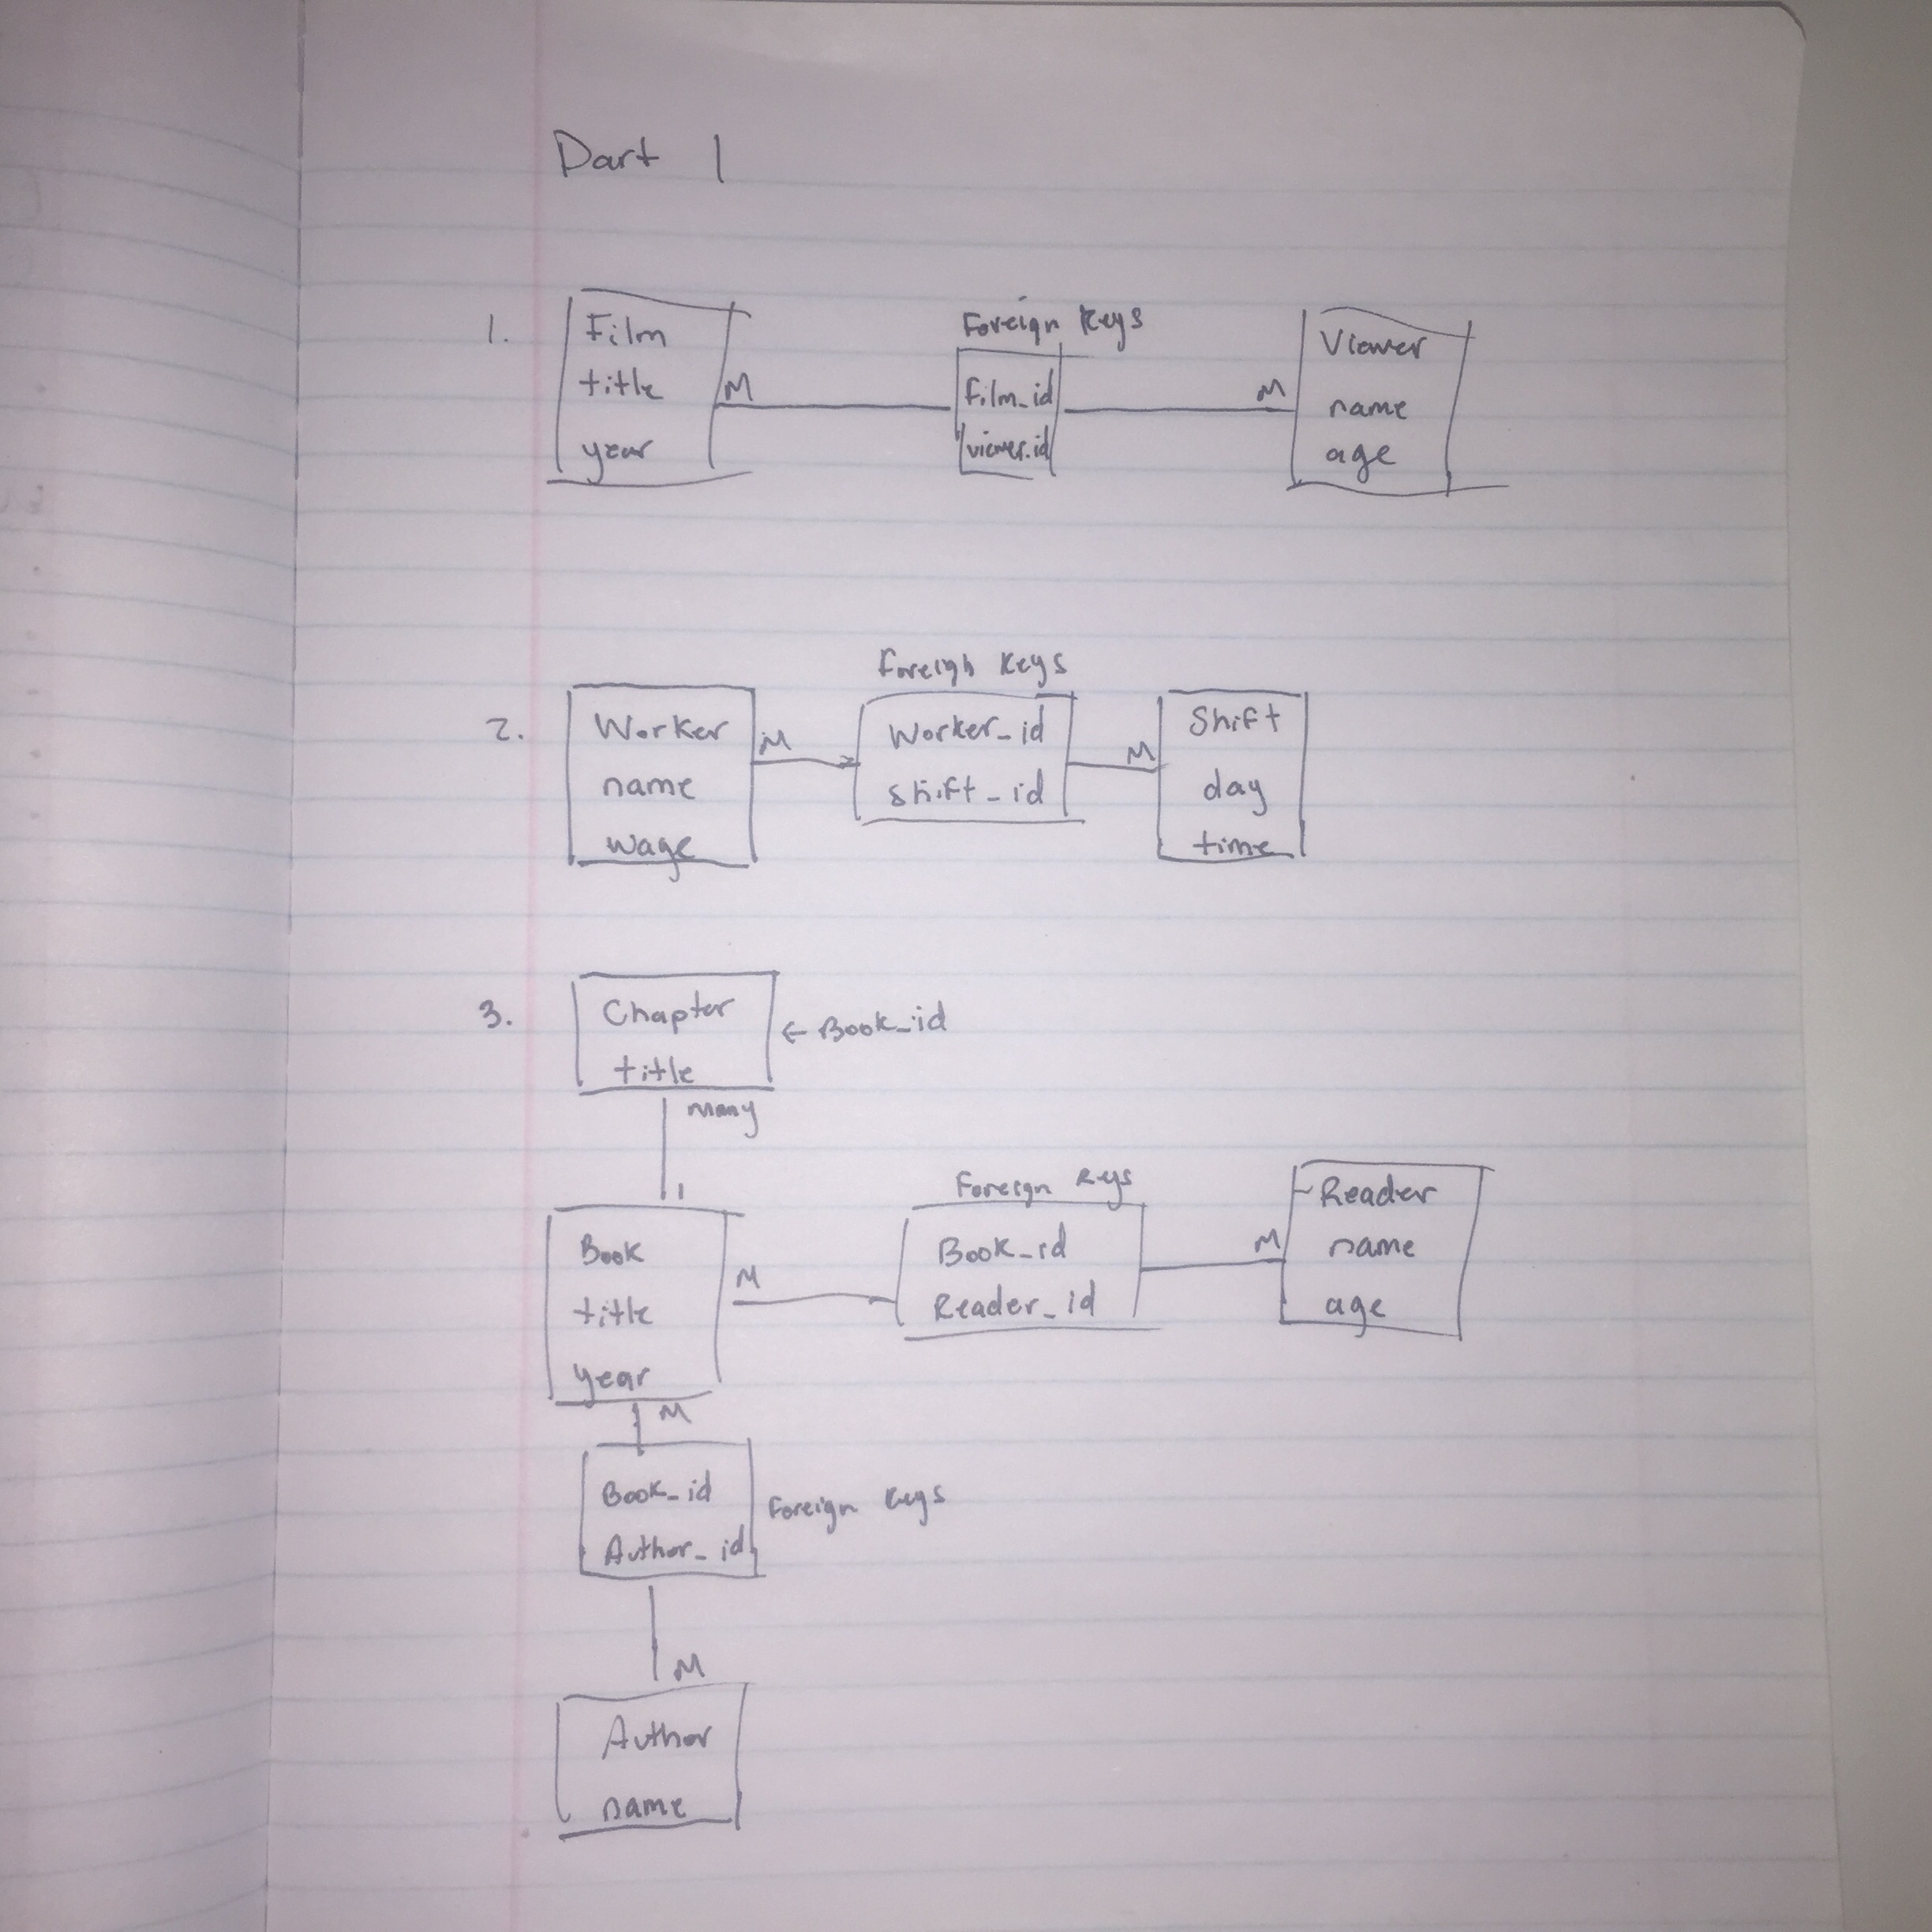 Part 1
1.
Film
title
year
M
Foreign Keys
film_id
viewer_id
M
Viewer
name
age
2.
Worker
name
wage
M
Foreign Keys
Worker_id
Shift_id
M
Shift
day
time
3.
Chapter
title
← Book_id
many
1
Book
title
year
M
Foreign Keys
Book_id
Reader_id
M
Reader
name
age
M
Book_id
Author_id
Foreign Keys
M
Author
name